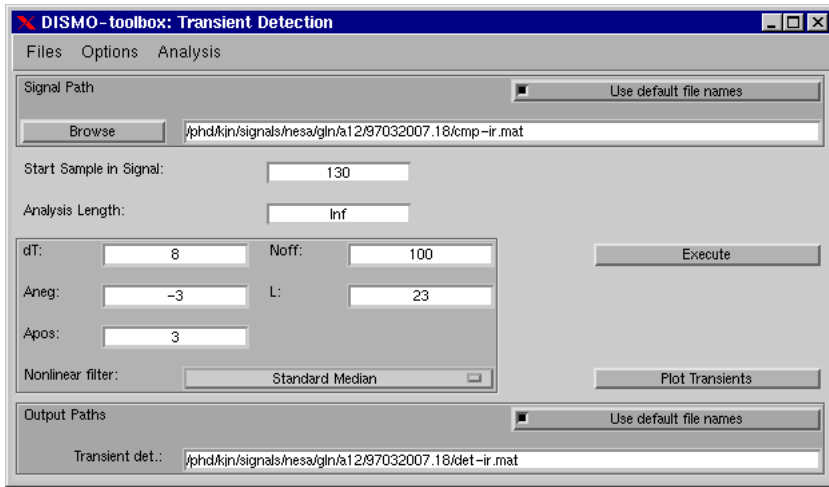 DISMO-toolbox: Transient Detection
Files Options Analysis
Signal Path
Use default file names
Browse /phd/kjn/signals/nesa/gln/a12/97032007.18/cmp-ir.mat
Start Sample in Signal: 130
Analysis Length: Inf
dT: 8 Noff: 100 Execute
Aneg: -3 L: 23
Apos: 3
Nonlinear filter: Standard Median Plot Transients
Output Paths Use default file names
Transient det.: /phd/kjn/signals/nesa/gln/a12/97032007.18/det-ir.mat